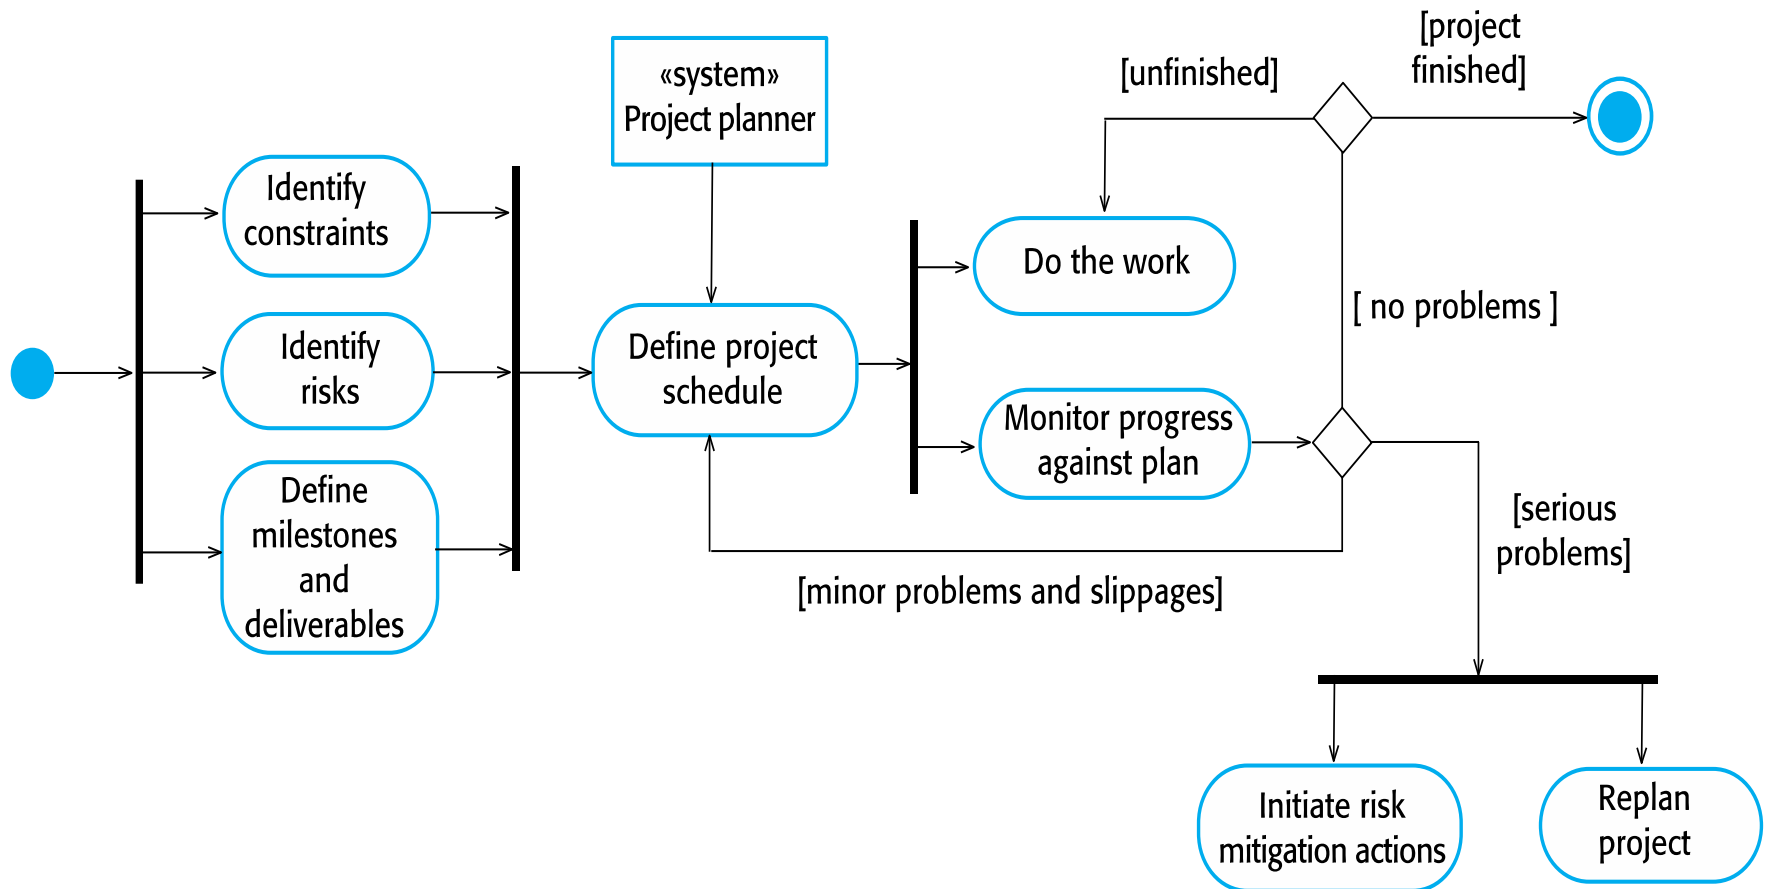 [project
finished]
[unfinished]
«system»
Project planner
Identify
constraints
Do the work
[ no problems ]
Identify
risks
Define project
schedule
Monitor progress
against plan
Define
milestones
and
deliverables
[serious
problems]
[minor problems and slippages]
Initiate risk
mitigation actions
Replan
project